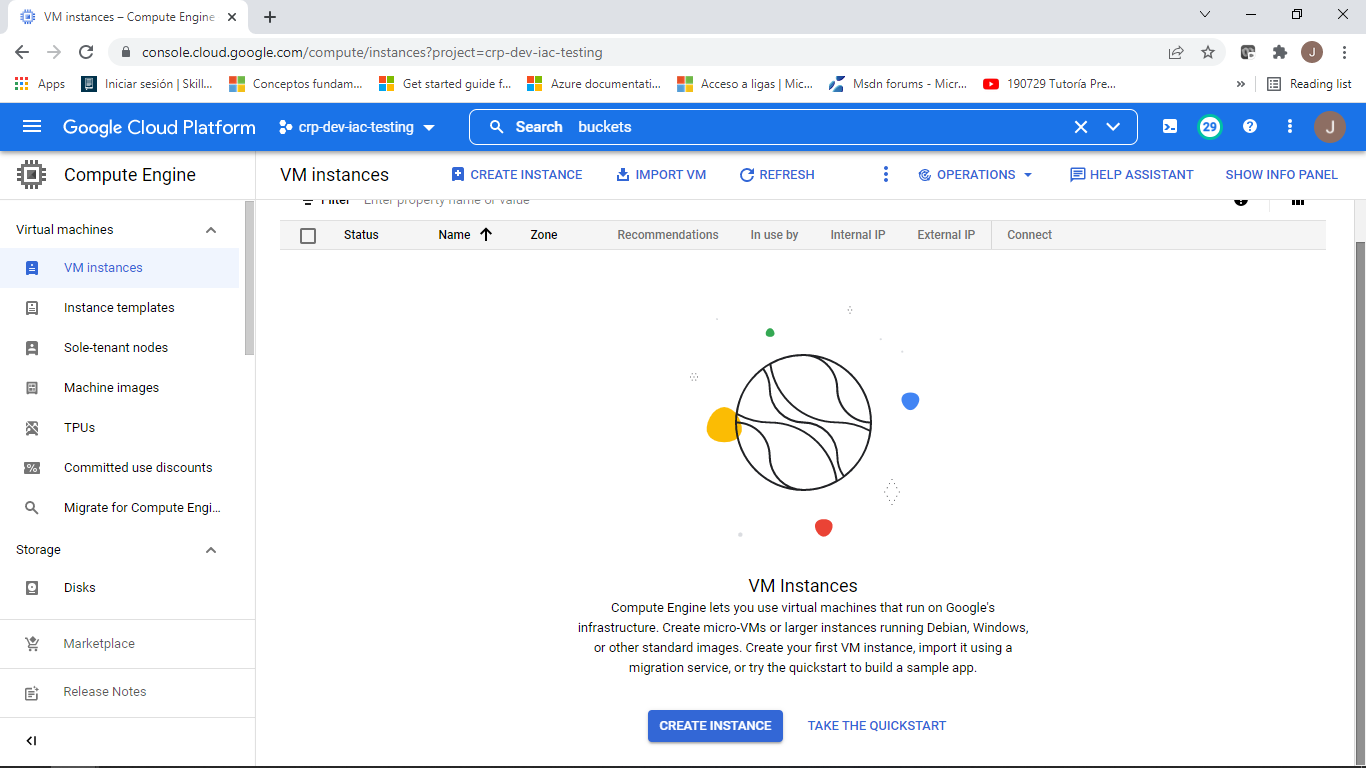 VM instances – Compute Engine
console.cloud.google.com/compute/instances?project=crp-dev-iac-testing
J
Apps
Iniciar sesión | Skill...
Conceptos fundam...
Get started guide f...
Azure documentati...
Acceso a ligas | Mic...
Msdn forums - Micr...
190729 Tutoría Pre...
»
Reading list
Google Cloud Platform
crp-dev-iac-testing
Search buckets
29
J
Compute Engine
VM instances
CREATE INSTANCE
IMPORT VM
REFRESH
OPERATIONS
HELP ASSISTANT
SHOW INFO PANEL
Virtual machines
VM instances
Instance templates
Sole-tenant nodes
Machine images
TPUs
Committed use discounts
Migrate for Compute Engi...
Storage
Disks
Marketplace
Release Notes
Filter Enter property name or value
Status Name Zone Recommendations In use by Internal IP External IP Connect
VM Instances
Compute Engine lets you use virtual machines that run on Google's
infrastructure. Create micro-VMs or larger instances running Debian, Windows,
or other standard images. Create your first VM instance, import it using a
migration service, or try the quickstart to build a sample app.
CREATE INSTANCE
TAKE THE QUICKSTART